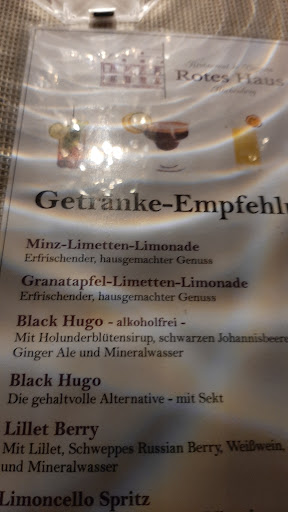 Rotes Haus
Getränke-Empfehlu
Minz-Limetten-Limonade
Erfrischender, hausgemachter Genuss
Granatapfel-Limetten-Limonade
Erfrischender, hausgemachter Genuss
Black Hugo - alkoholfrei -
Mit Holunderblütensirup, schwarzen Johannisbeere
Ginger Ale und Mineralwasser
Black Hugo
Die gehaltvolle Alternative - mit Sekt
Lillet Berry
Mit Lillet, Schweppes Russian Berry, Weißwein,
und Mineralwasser
Limoncello Spritz